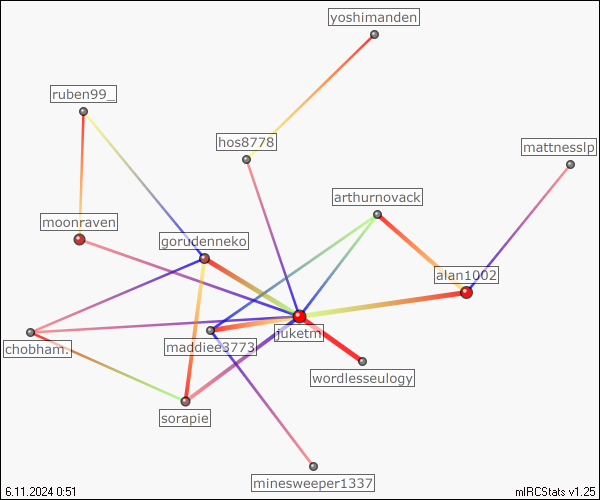 yoshimanden
ruben99_
hos8778
mattnesslp
arthurnovack
moonraven
gorudenneko
alan1002
juketm
chobham.
maddiee3773
wordlesseulogy
sorapie
minesweeper1337
6.11.2024 0:51
mIRCStats v1.25